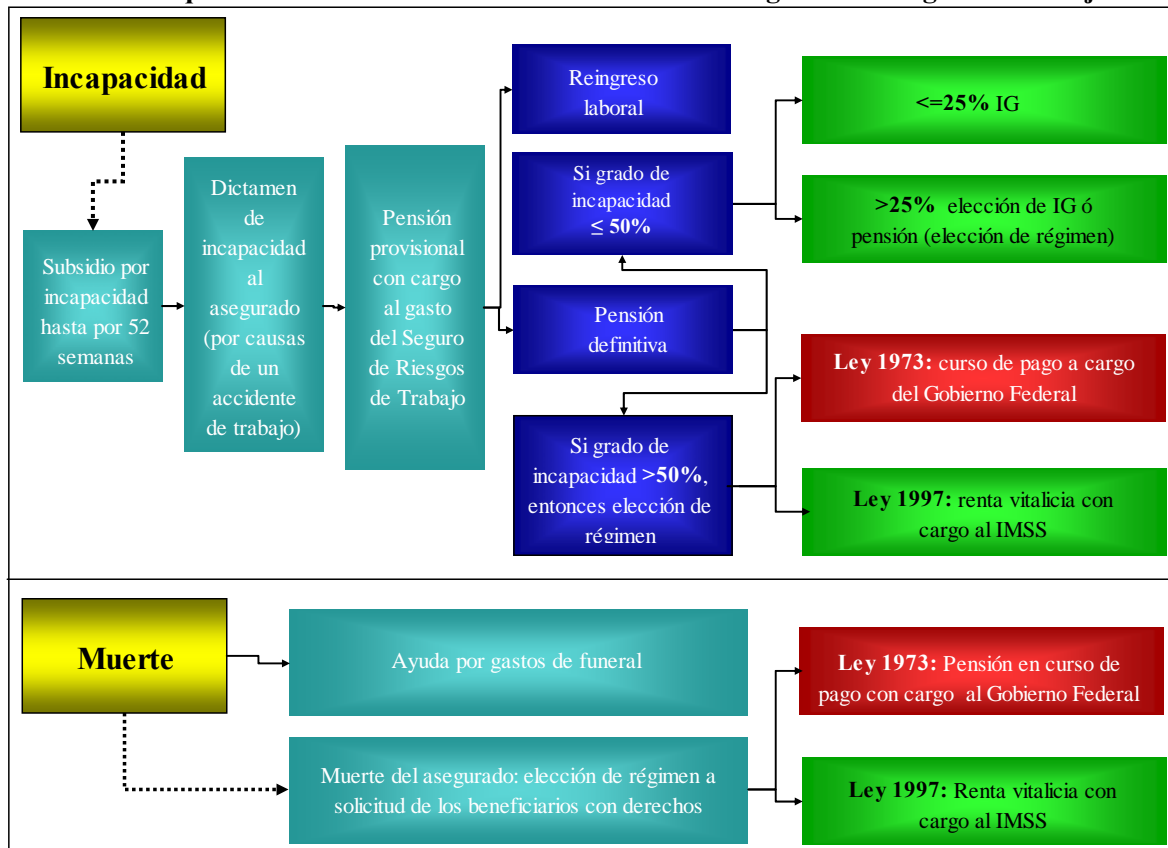 Incapacidad
Subsidio por
incapacidad
hasta por 52
semanas
Dictamen
de
incapacidad
al
asegurado
(por causas
de un
accidente
de trabajo)
Pensión
provisional
con cargo
al gasto
del Seguro
de Riesgos
de Trabajo
Reingreso
laboral
Si grado de
incapacidad
≤ 50%
Pensión
definitiva
Si grado de
incapacidad >50%,
entonces elección de
régimen
<=25% IG
>25% elección de IG ó
pensión (elección de régimen)
Ley 1973: curso de pago a cargo
del Gobierno Federal
Ley 1997: renta vitalicia con
cargo al IMSS
Muerte
Ayuda por gastos de funeral
Muerte del asegurado: elección de régimen a
solicitud de los beneficiarios con derechos
Ley 1973: Pensión en curso de
pago con cargo al Gobierno Federal
Ley 1997: Renta vitalicia con
cargo al IMSS